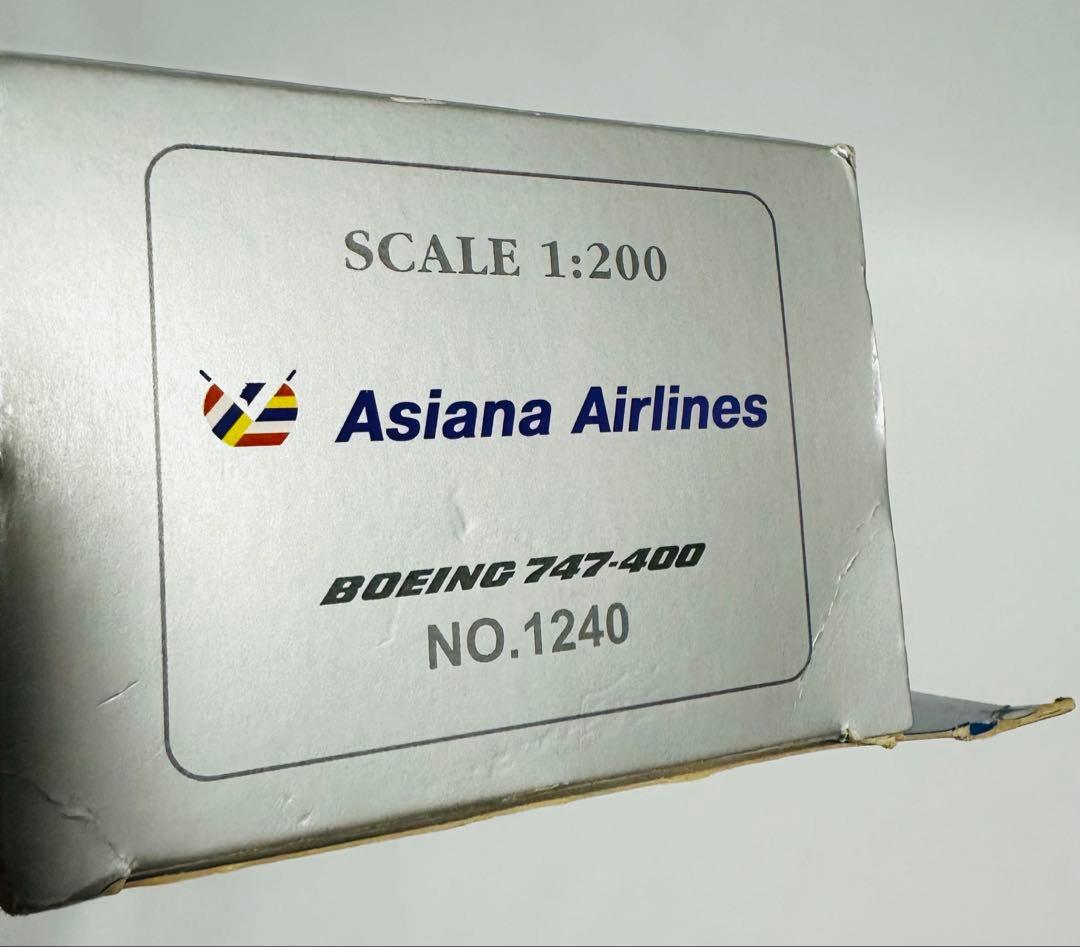 SCALE 1:200
Asiana Airlines
BOEING 747-400
NO.1240